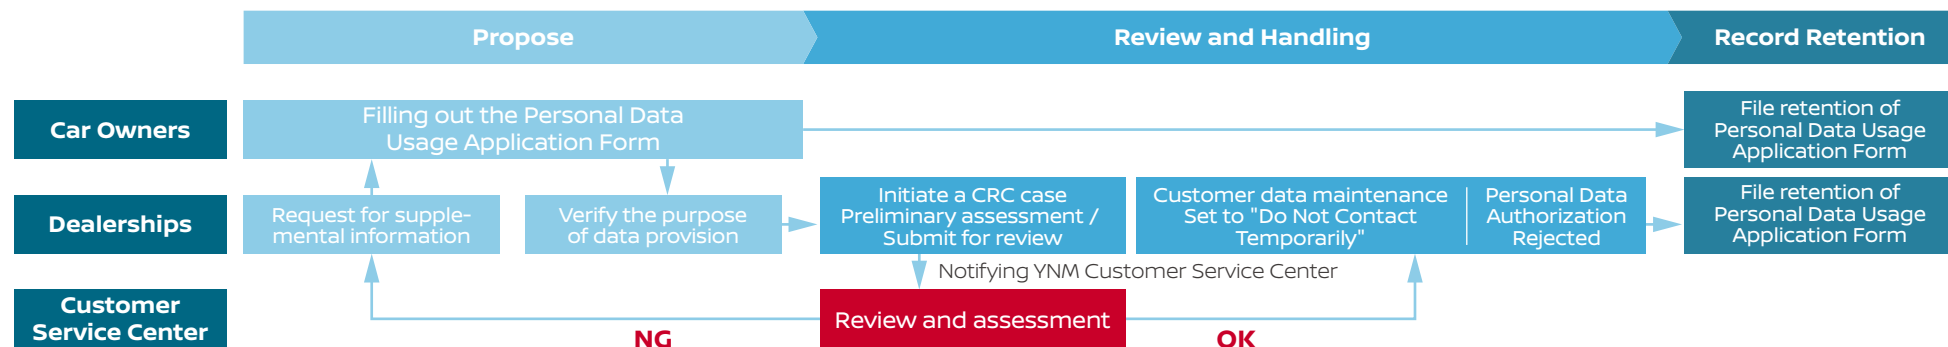 Propose
Review and Handling
Record Retention
Car Owners
Filling out the Personal Data
Usage Application Form
File retention of
Personal Data Usage
Application Form
Dealerships
Request for supple-
mental information
Verify the purpose
of data provision
Initiate a CRC case
Preliminary assessment /
Submit for review
Customer data maintenance
Set to "Do Not Contact
Temporarily"
Personal Data
Authorization
Rejected
File retention of
Personal Data Usage
Application Form
Notifying YNM Customer Service Center
Customer
Service Center
Review and assessment
NG
OK